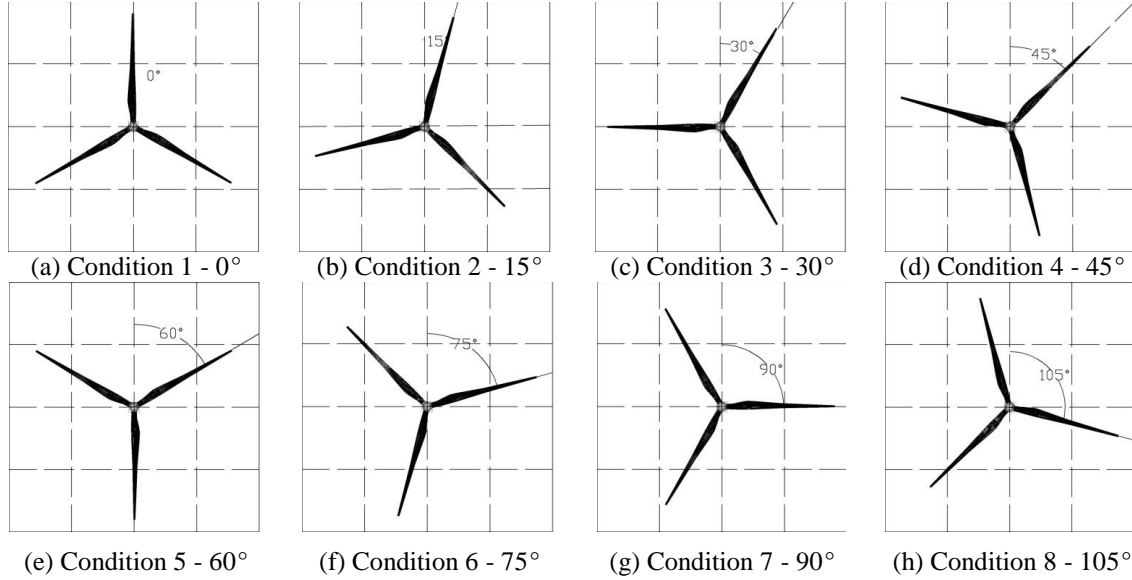 0°
15
30°
45°
(a) Condition 1 - 0°
(b) Condition 2 - 15°
(c) Condition 3 - 30°
(d) Condition 4 - 45°
60°
75°
90°
105°
(e) Condition 5 - 60°
(f) Condition 6 - 75°
(g) Condition 7 - 90°
(h) Condition 8 - 105°